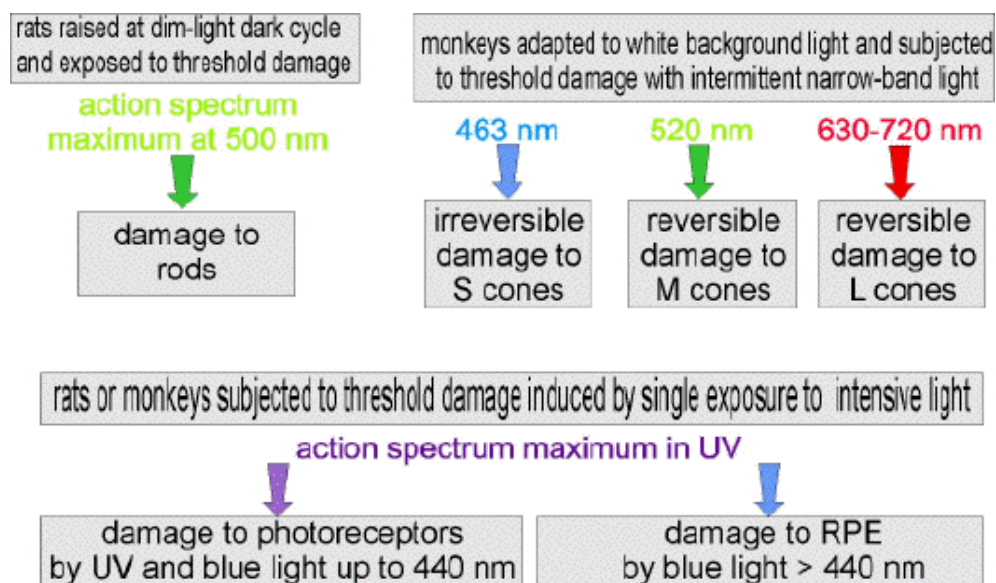 rats raised at dim-light dark cycle
and exposed to threshold damage
action spectrum
maximum at 500 nm
damage to
rods
monkeys adapted to white background light and subjected
to threshold damage with intermittent narrow-band light
463 nm
irreversible
damage to
S cones
520 nm
reversible
damage to
M cones
630-720 nm
reversible
damage to
L cones
rats or monkeys subjected to threshold damage induced by single exposure to intensive light
action spectrum maximum in UV
damage to photoreceptors
by UV and blue light up to 440 nm
damage to RPE
by blue light > 440 nm